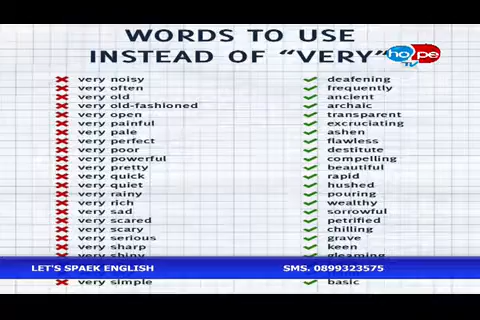 WORDS TO USE
INSTEAD OF “VERY”
hope
TV
very noisy deafening
very often frequently
very old ancient
very old-fashioned archaic
very open transparent
very painful excruciating
very pale ashen
very perfect flawless
very poor destitute
very powerful compelling
very pretty beautiful
very quick rapid
very quiet hushed
very rainy pouring
very rich wealthy
very sad sorrowful
very scared petrified
very scary chilling
very serious grave
very sharp keen
very shiny gleaming
LET'S SPAEK ENGLISH SMS. 0899323575
very simple basic